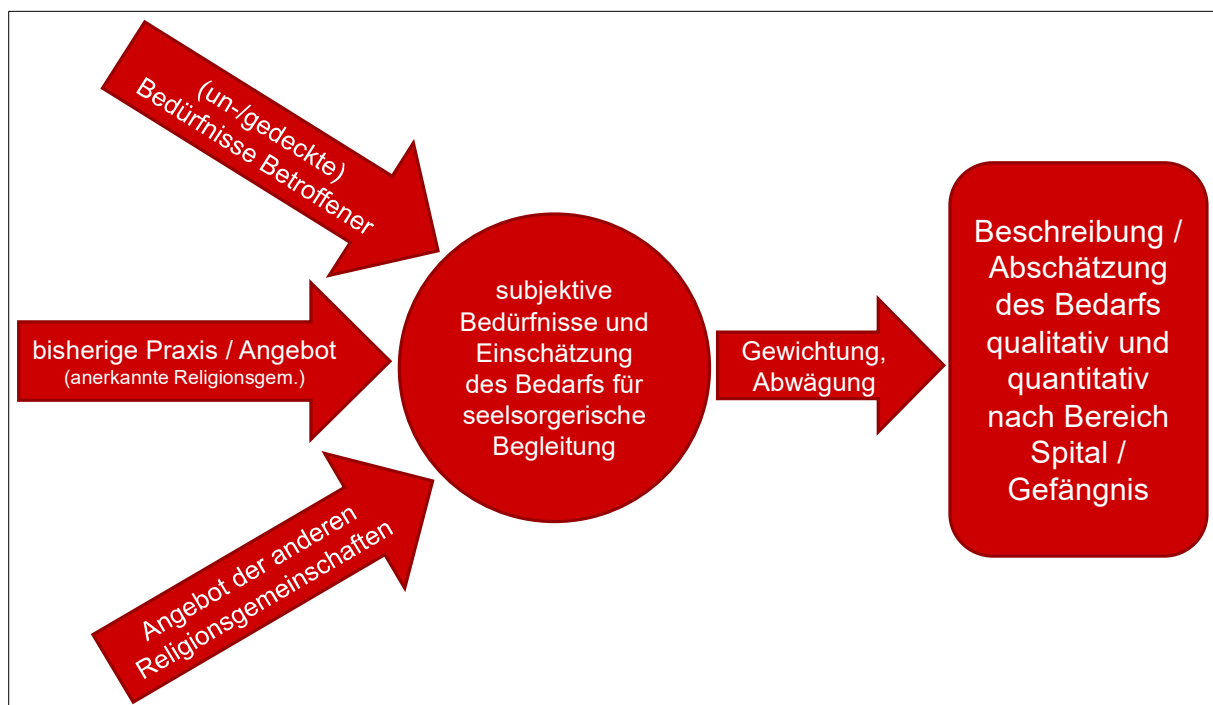 (un-/gedeckte)
Bedürfnisse Betroffener
bisherige Praxis / Angebot
(anerkannte Religionsgem.)
Angebot der anderen
Religionsgemeinschaften
subjektive
Bedürfnisse und
Einschätzung
des Bedarfs für
seelsorgerische
Begleitung
Gewichtung,
Abwägung
Beschreibung /
Abschätzung
des Bedarfs
qualitativ und
quantitativ
nach Bereich
Spital /
Gefängnis